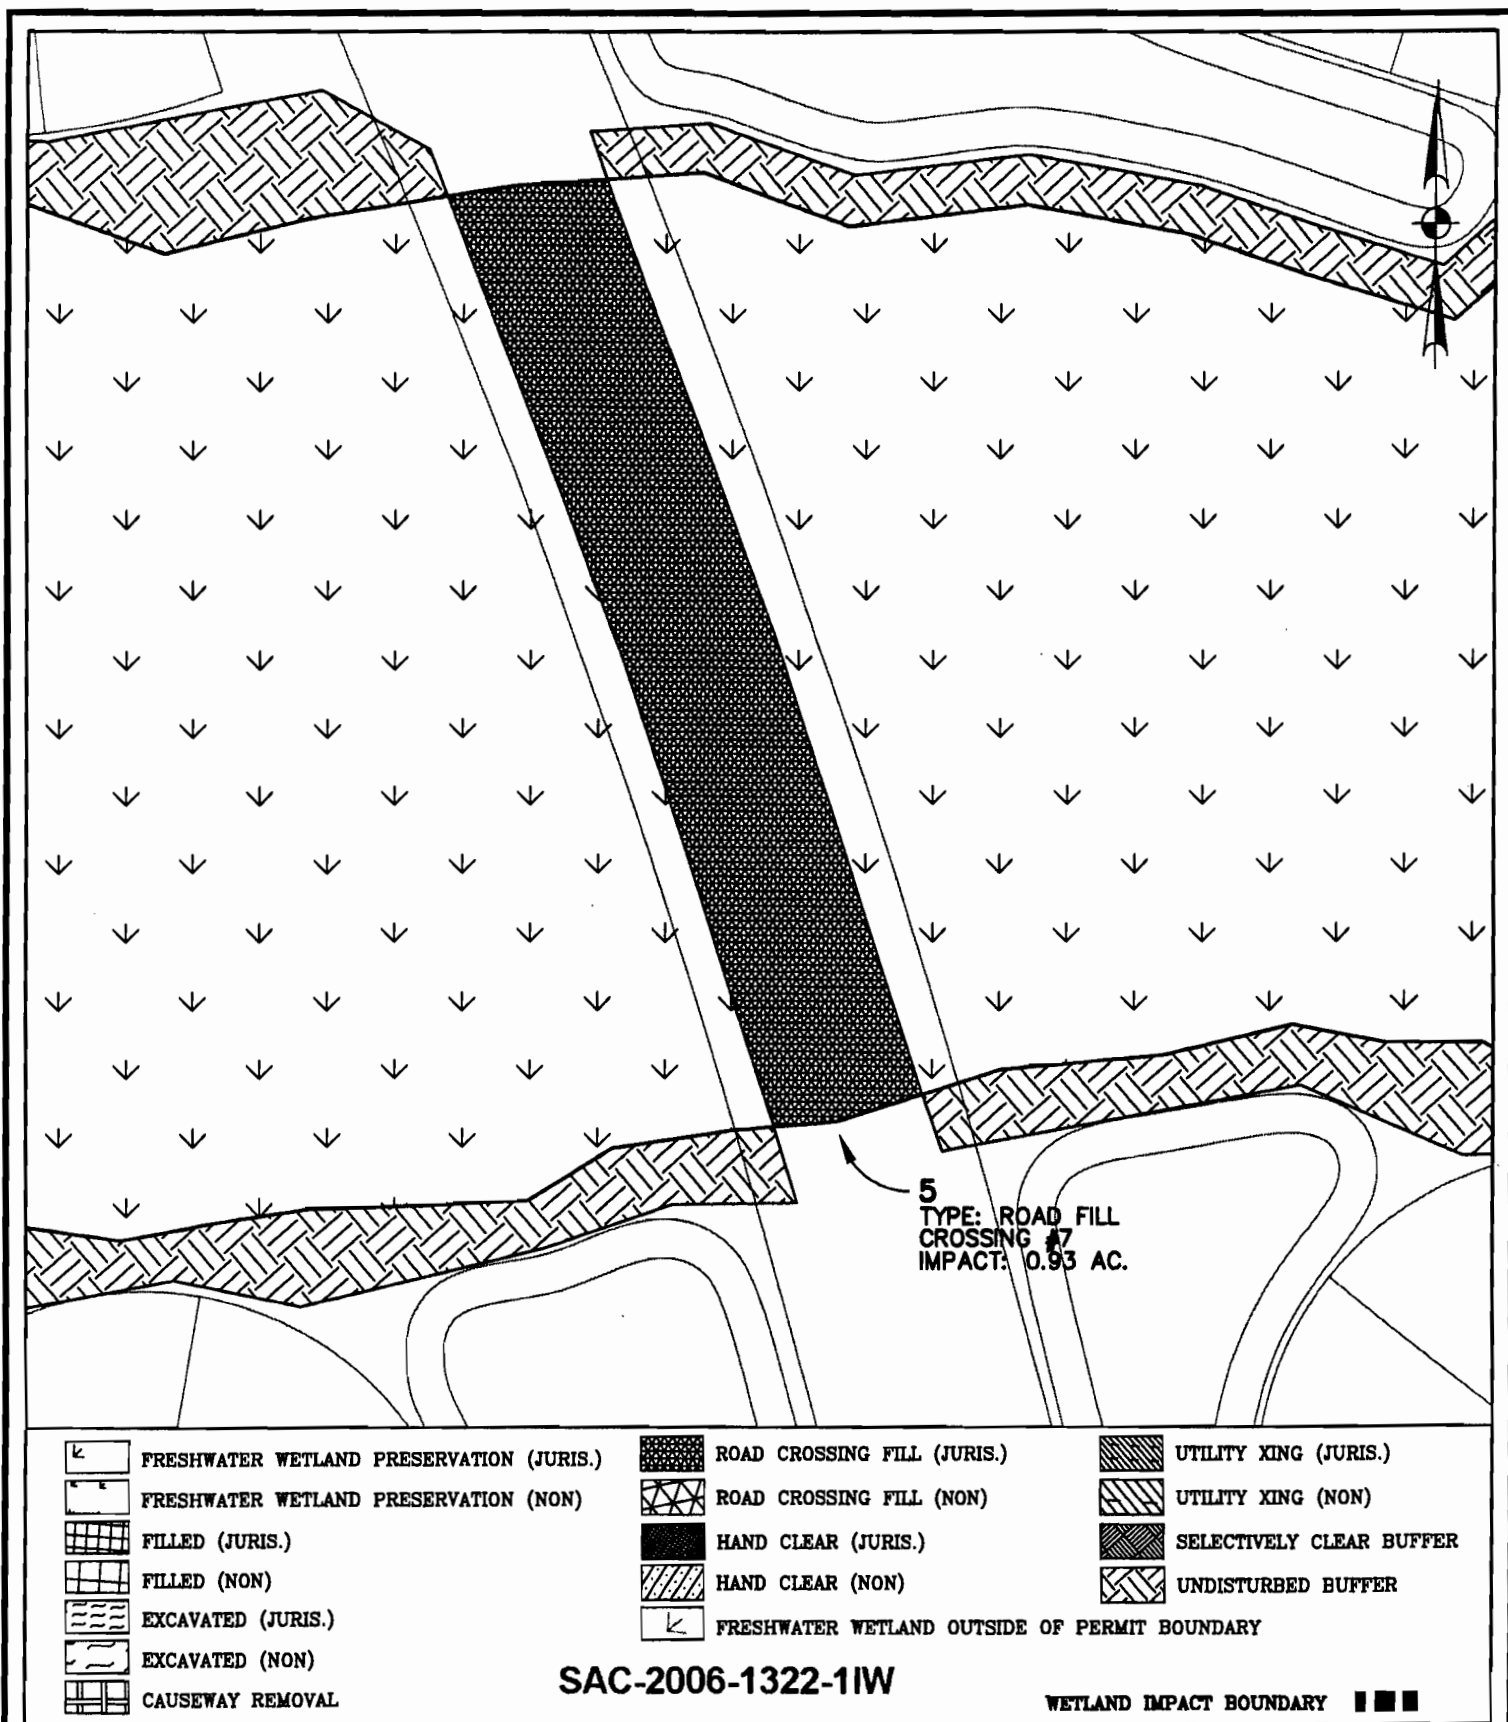 5
TYPE: ROAD FILL
CROSSING #7
IMPACT: 0.93 AC.
FRESHWATER WETLAND PRESERVATION (JURIS.)
FRESHWATER WETLAND PRESERVATION (NON)
FILLED (JURIS.)
FILLED (NON)
EXCAVATED (JURIS.)
EXCAVATED (NON)
CAUSEWAY REMOVAL
ROAD CROSSING FILL (JURIS.)
ROAD CROSSING FILL (NON)
HAND CLEAR (JURIS.)
HAND CLEAR (NON)
FRESHWATER WETLAND OUTSIDE OF PERMIT BOUNDARY
UTILITY XING (JURIS.)
UTILITY XING (NON)
SELECTIVELY CLEAR BUFFER
UNDISTURBED BUFFER
SAC-2006-1322-1IW
WETLAND IMPACT BOUNDARY